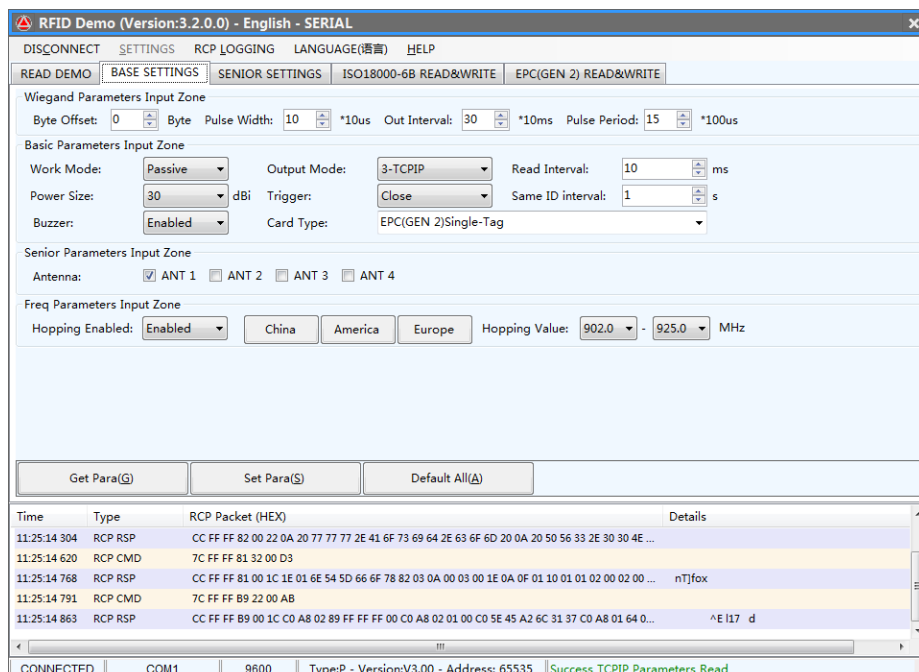 RFID Demo (Version:3.2.0.0) - English - SERIAL
DISCONNECT SETTINGS RCP LOGGING LANGUAGE(语言) HELP
READ DEMO BASE SETTINGS SENIOR SETTINGS ISO18000-6B READ&WRITE EPC(GEN 2) READ&WRITE
Wiegand Parameters Input Zone
Byte Offset: 0 Byte Pulse Width: 10 *10us Out Interval: 30 *10ms Pulse Period: 15 *100us
Basic Parameters Input Zone
Work Mode: Passive Output Mode: 3-TCPIP Read Interval: 10 ms
Power Size: 30 dBi Trigger: Close Same ID interval: 1 s
Buzzer: Enabled Card Type: EPC(GEN 2)Single-Tag
Senior Parameters Input Zone
Antenna: ANT 1 ANT 2 ANT 3 ANT 4
Freq Parameters Input Zone
Hopping Enabled: Enabled China America Europe Hopping Value: 902.0 - 925.0 MHz
Get Para(G) Set Para(S) Default All(A)
Time Type RCP Packet (HEX) Details
11:25:14 304 RCP RSP CC FF FF 82 00 22 0A 20 77 77 77 2E 41 6F 73 69 64 2E 63 6F 6D 20 0A 20 50 56 33 2E 30 30 4E ...
11:25:14 620 RCP CMD 7C FF FF 81 32 00 D3
11:25:14 768 RCP RSP CC FF FF 81 00 1C 1E 01 6E 54 5D 66 6F 78 82 03 0A 00 03 00 1E 0A 0F 01 10 01 01 02 00 02 00 ... nT]fox
11:25:14 791 RCP CMD 7C FF FF B9 22 00 AB
11:25:14 863 RCP RSP CC FF FF B9 00 1C C0 A8 02 89 FF FF FF 00 C0 A8 02 01 00 C0 5E 45 A2 6C 31 37 C0 A8 01 64 0... ^E l17 d
CONNECTED COM1 9600 Type:P - Version:V3.00 - Address: 65535 Success TCPIP Parameters Read